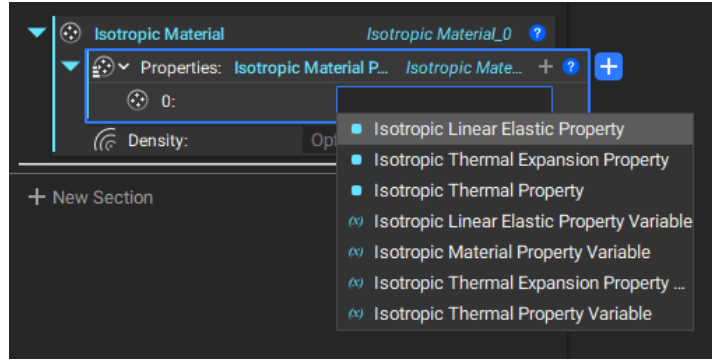 Isotropic Material Isotropic Material_0 ?
Properties: Isotropic Material P... Isotropic Mate... + ? +
0:
Isotropic Linear Elastic Property
Density: Opt
Isotropic Thermal Expansion Property
Isotropic Thermal Property
+ New Section
(x) Isotropic Linear Elastic Property Variable
(x) Isotropic Material Property Variable
(x) Isotropic Thermal Expansion Property ...
(x) Isotropic Thermal Property Variable